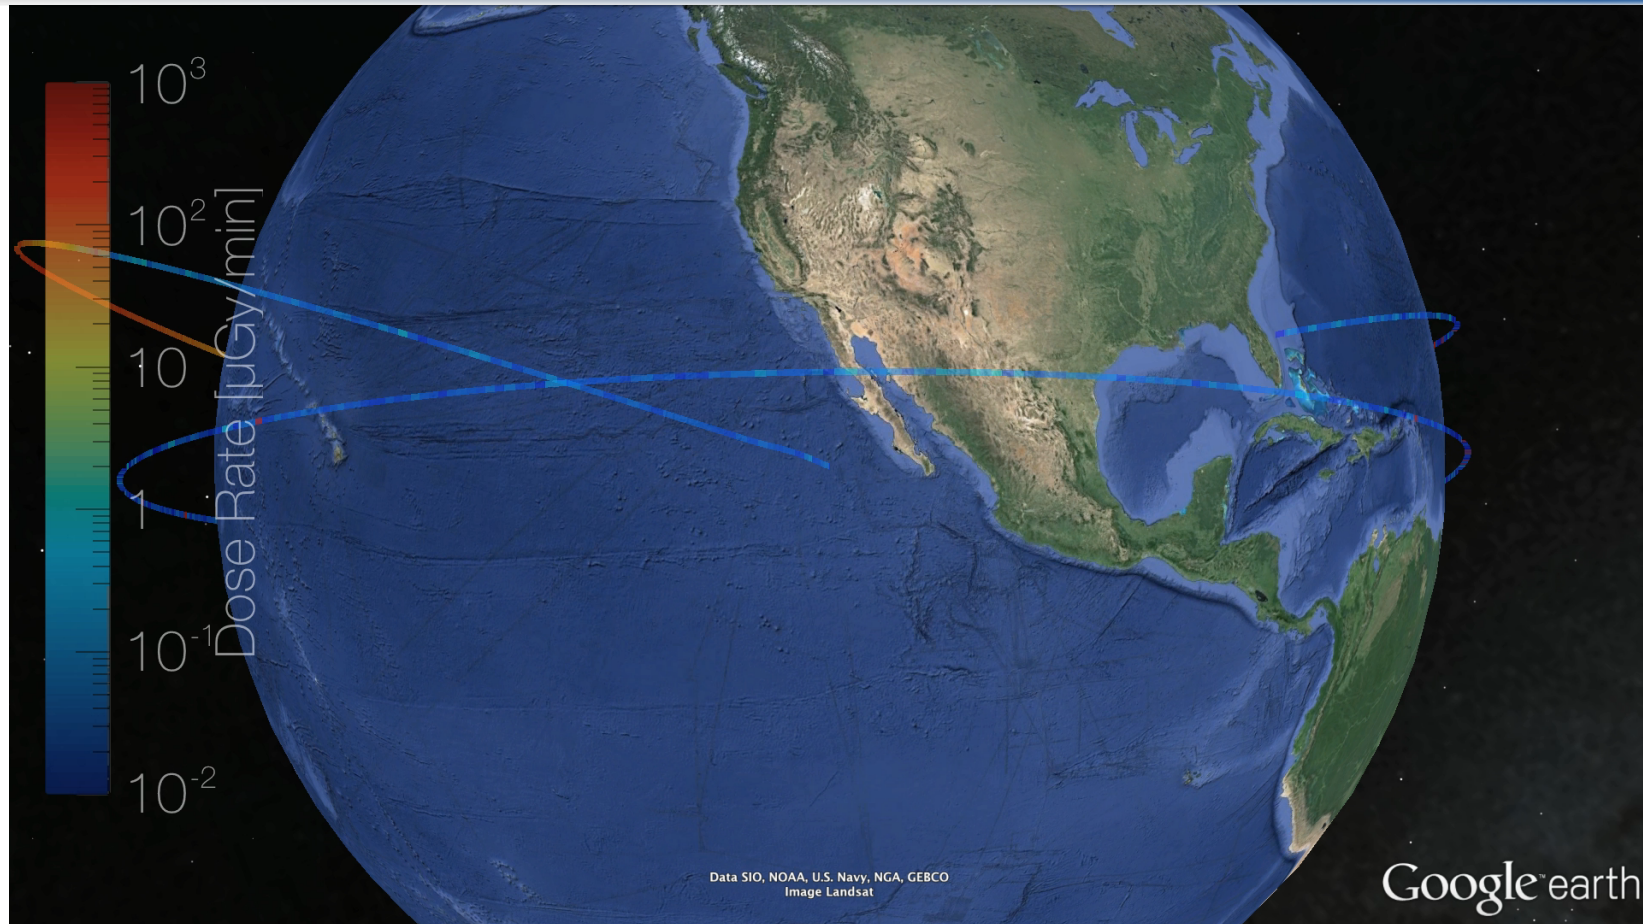 10³
10²
10
1
10⁻¹
10⁻²
Dose Rate [µGy/min]
Data SIO, NOAA, U.S. Navy, NGA, GEBCO
Image Landsat
Google™ earth